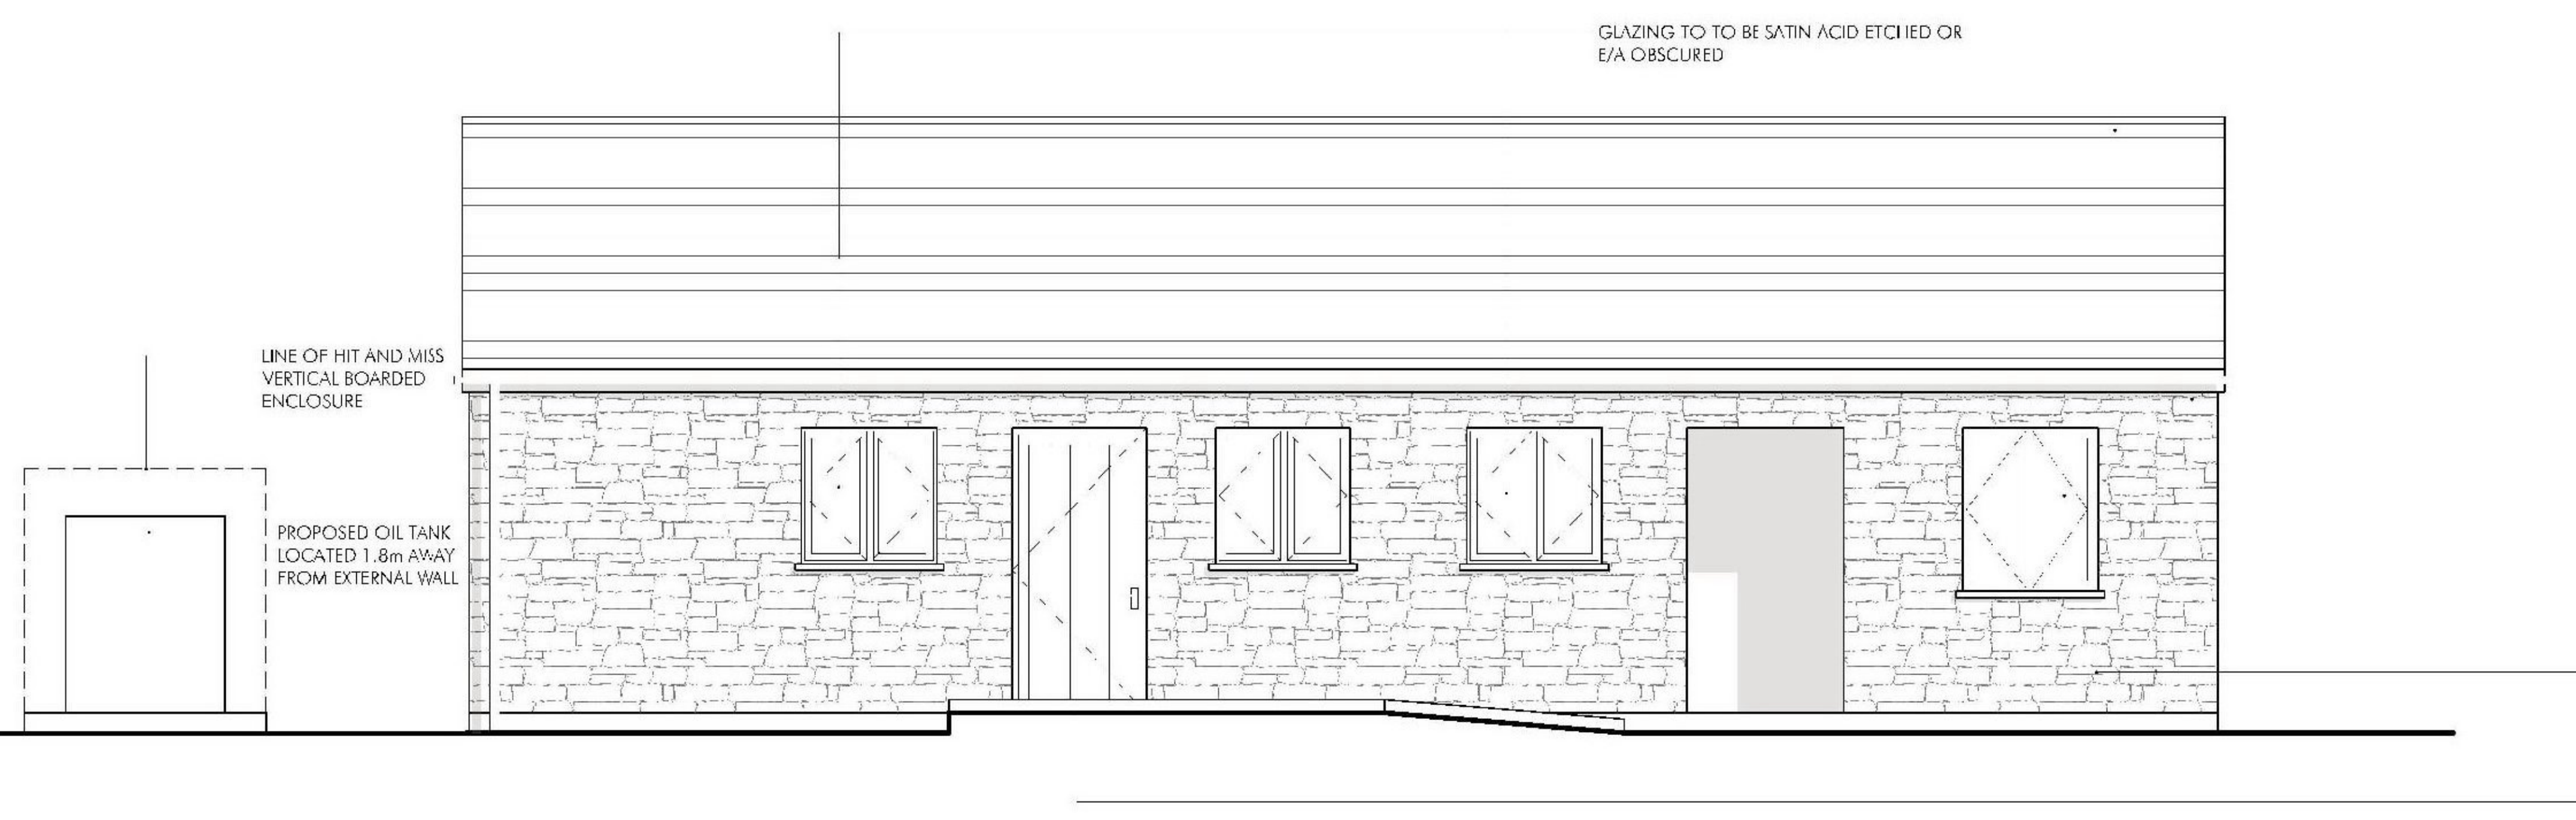 GLAZING TO TO BE SATIN ACID ETCHED OR
E/A OBSCURED
LINE OF HIT AND MISS
VERTICAL BOARDED
ENCLOSURE
PROPOSED OIL TANK
LOCATED 1.8m AWAY
FROM EXTERNAL WALL